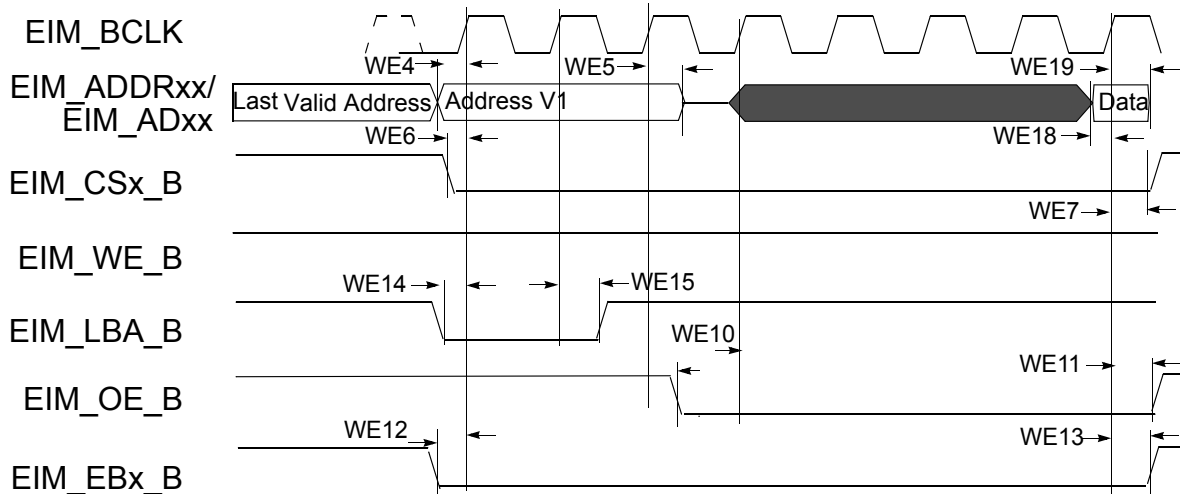 EIM_BCLK
WE4
WE5
WE19
EIM_ADDRxx/
EIM_ADxx
Last Valid Address
Address V1
Data
WE6
WE18
EIM_CSx_B
WE7
EIM_WE_B
WE14
WE15
EIM_LBA_B
WE10
WE11
EIM_OE_B
WE12
WE13
EIM_EBx_B